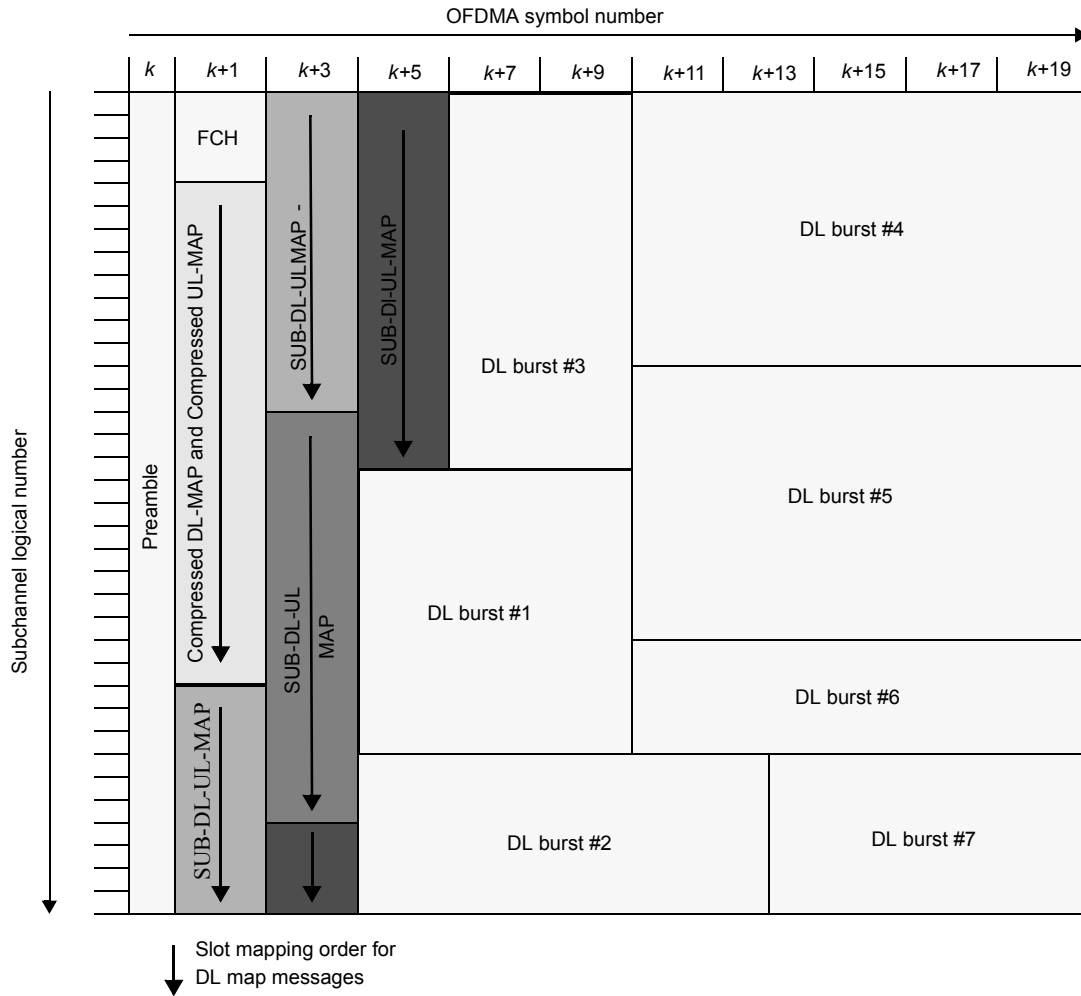 OFDMA symbol number
k k+1 k+3 k+5 k+7 k+9 k+11 k+13 k+15 k+17 k+19
Subchannel logical number
Preamble
FCH
Compressed DL-MAP and Compressed UL-MAP
SUB-DL-UL-MAP
SUB-DL-ULMAP -
SUB-DL-UL
MAP
SUB-DI-UL-MAP
DL burst #3
DL burst #4
DL burst #1
DL burst #5
DL burst #6
DL burst #2
DL burst #7
Slot mapping order for
DL map messages